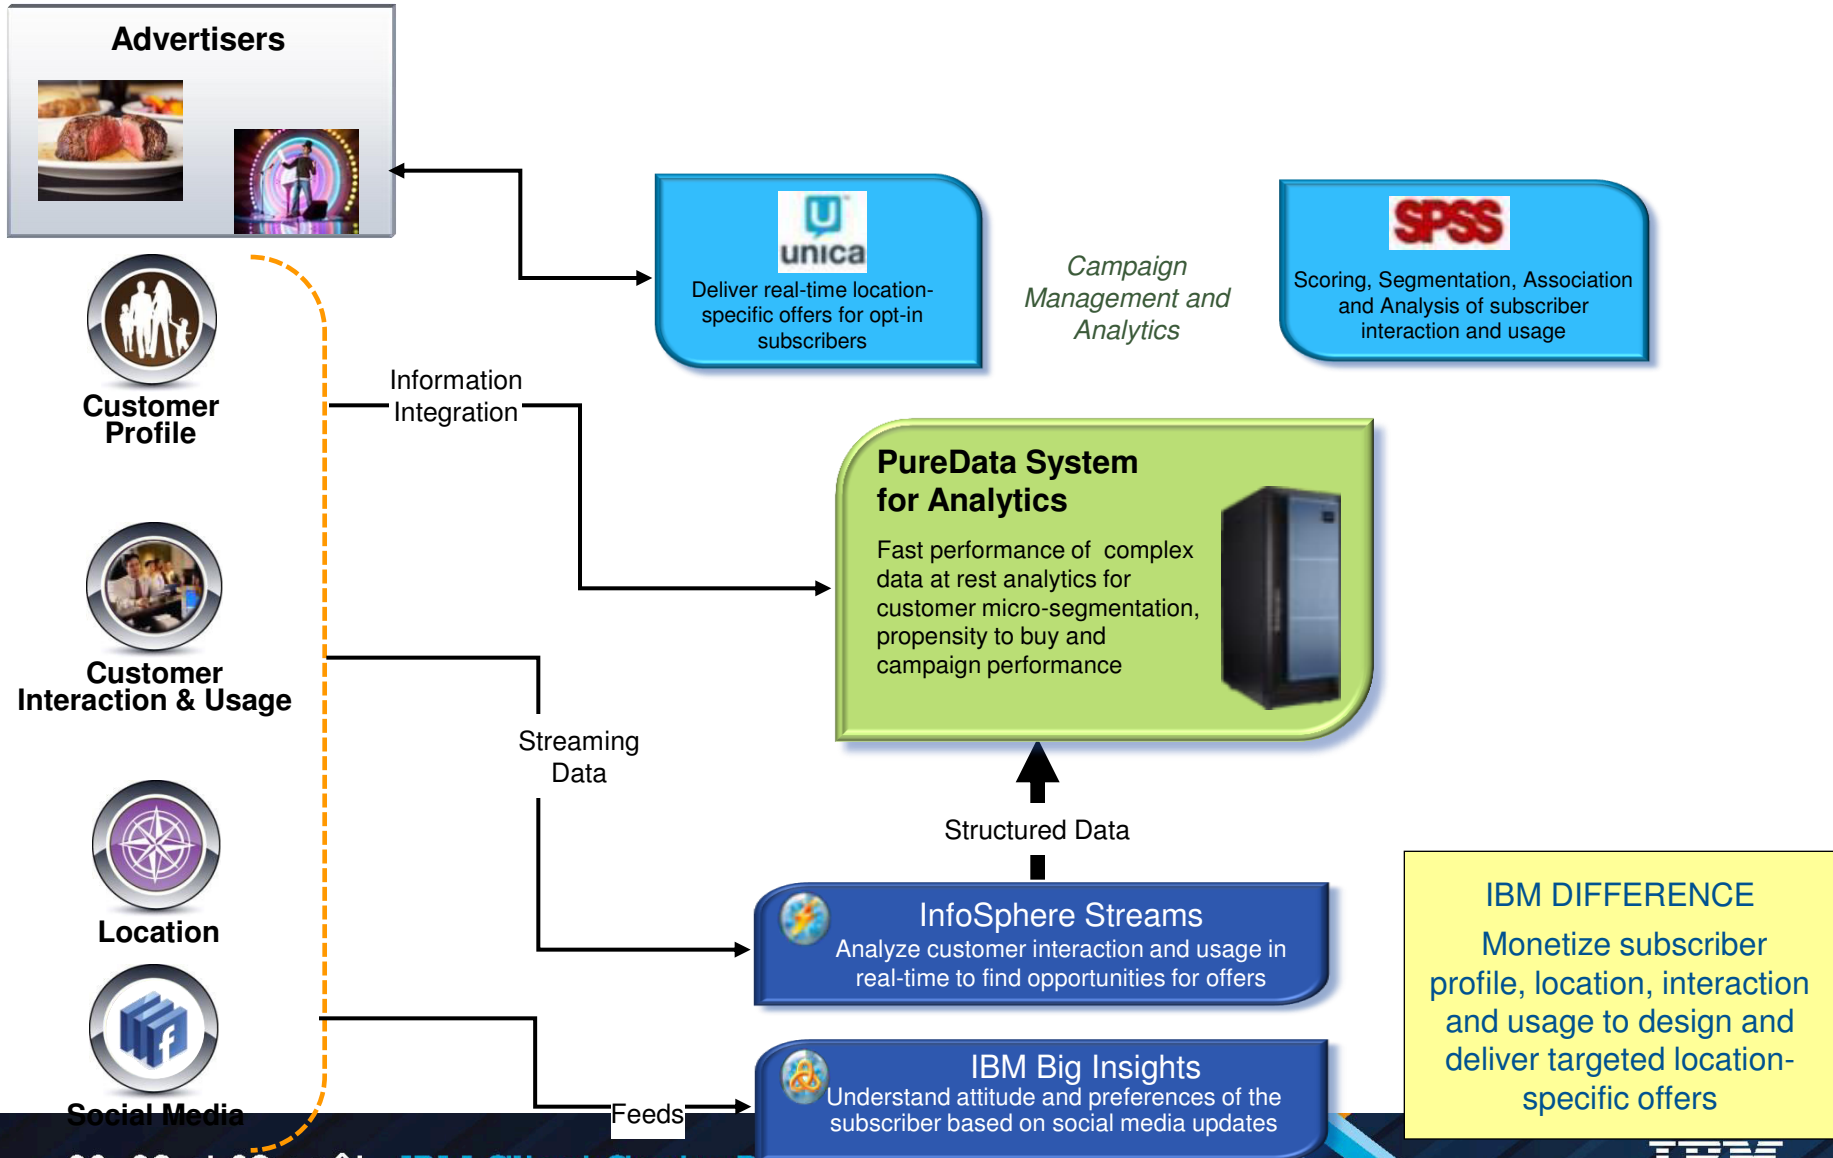 Advertisers
unica
Deliver real-time location-
specific offers for opt-in
subscribers
Campaign
Management and
Analytics
SPSS
Scoring, Segmentation, Association
and Analysis of subscriber
interaction and usage
Customer
Profile
Information
Integration
PureData System
for Analytics
Fast performance of complex
data at rest analytics for
customer micro-segmentation,
propensity to buy and
campaign performance
Customer
Interaction & Usage
Streaming
Data
Structured Data
Location
InfoSphere Streams
Analyze customer interaction and usage in
real-time to find opportunities for offers
Social Media
Feeds
IBM Big Insights
Understand attitude and preferences of the
subscriber based on social media updates
IBM DIFFERENCE
Monetize subscriber
profile, location, interaction
and usage to design and
deliver targeted location-
specific offers
IBM